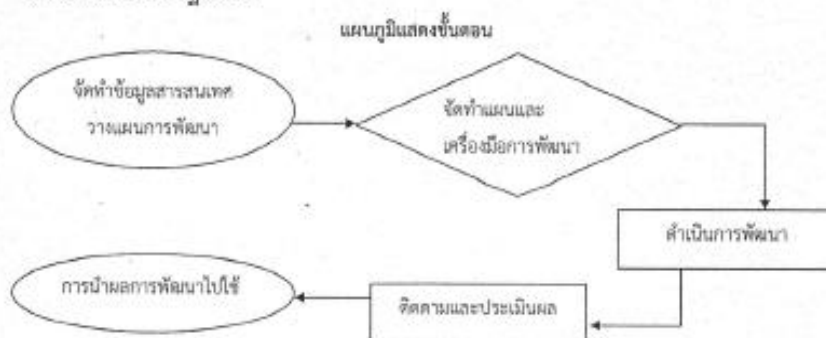 แผนภูมิแสดงขั้นตอน
จัดทำข้อมูลสารสนเทศ
วางแผนการพัฒนา
จัดทำแผนและ
เครื่องมือการพัฒนา
ดำเนินการพัฒนา
ติดตามและประเมินผล
การนำผลการพัฒนาไปใช้